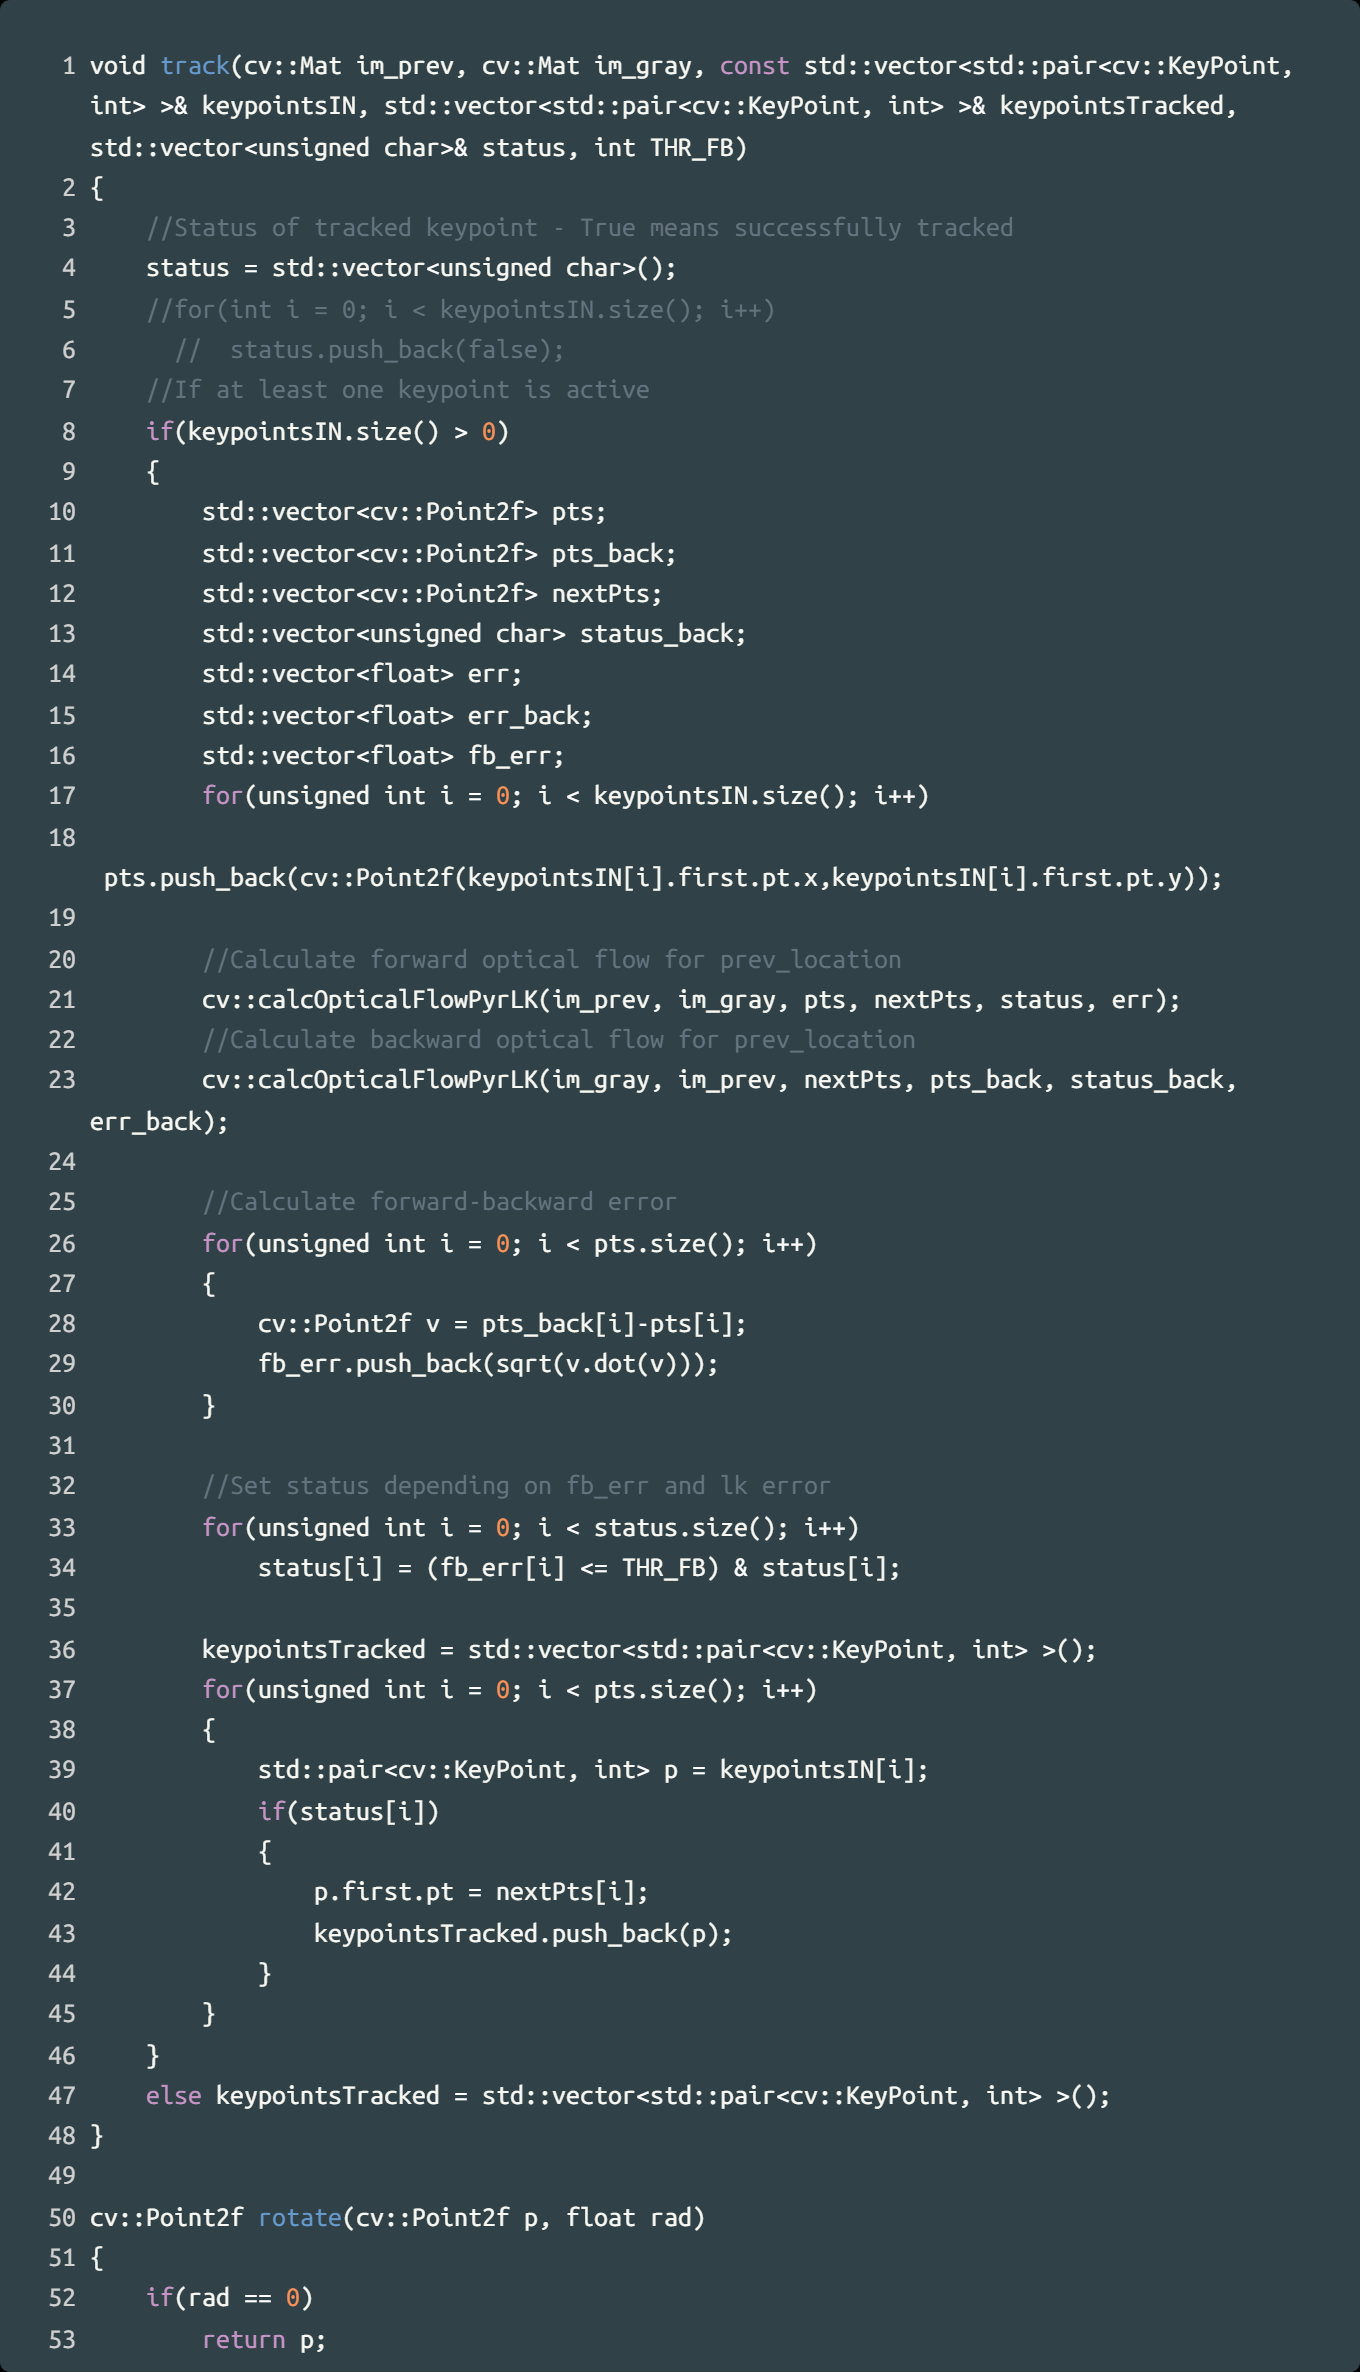 1 void track(cv::Mat im_prev, cv::Mat im_gray, const std::vector<std::pair<cv::KeyPoint,
int> >& keypointsIN, std::vector<std::pair<cv::KeyPoint, int> >& keypointsTracked,
std::vector<unsigned char>& status, int THR_FB)
2 {
3     //Status of tracked keypoint - True means successfully tracked
4     status = std::vector<unsigned char>();
5     //for(int i = 0; i < keypointsIN.size(); i++)
6       //  status.push_back(false);
7     //If at least one keypoint is active
8     if(keypointsIN.size() > 0)
9     {
10         std::vector<cv::Point2f> pts;
11         std::vector<cv::Point2f> pts_back;
12         std::vector<cv::Point2f> nextPts;
13         std::vector<unsigned char> status_back;
14         std::vector<float> err;
15         std::vector<float> err_back;
16         std::vector<float> fb_err;
17         for(unsigned int i = 0; i < keypointsIN.size(); i++)
18
 pts.push_back(cv::Point2f(keypointsIN[i].first.pt.x,keypointsIN[i].first.pt.y));
19
20         //Calculate forward optical flow for prev_location
21         cv::calcOpticalFlowPyrLK(im_prev, im_gray, pts, nextPts, status, err);
22         //Calculate backward optical flow for prev_location
23         cv::calcOpticalFlowPyrLK(im_gray, im_prev, nextPts, pts_back, status_back,
err_back);
24
25         //Calculate forward-backward error
26         for(unsigned int i = 0; i < pts.size(); i++)
27         {
28             cv::Point2f v = pts_back[i]-pts[i];
29             fb_err.push_back(sqrt(v.dot(v)));
30         }
31
32         //Set status depending on fb_err and lk error
33         for(unsigned int i = 0; i < status.size(); i++)
34             status[i] = (fb_err[i] <= THR_FB) & status[i];
35
36         keypointsTracked = std::vector<std::pair<cv::KeyPoint, int> >();
37         for(unsigned int i = 0; i < pts.size(); i++)
38         {
39             std::pair<cv::KeyPoint, int> p = keypointsIN[i];
40             if(status[i])
41             {
42                 p.first.pt = nextPts[i];
43                 keypointsTracked.push_back(p);
44             }
45         }
46     }
47     else keypointsTracked = std::vector<std::pair<cv::KeyPoint, int> >();
48 }
49
50 cv::Point2f rotate(cv::Point2f p, float rad)
51 {
52     if(rad == 0)
53         return p;